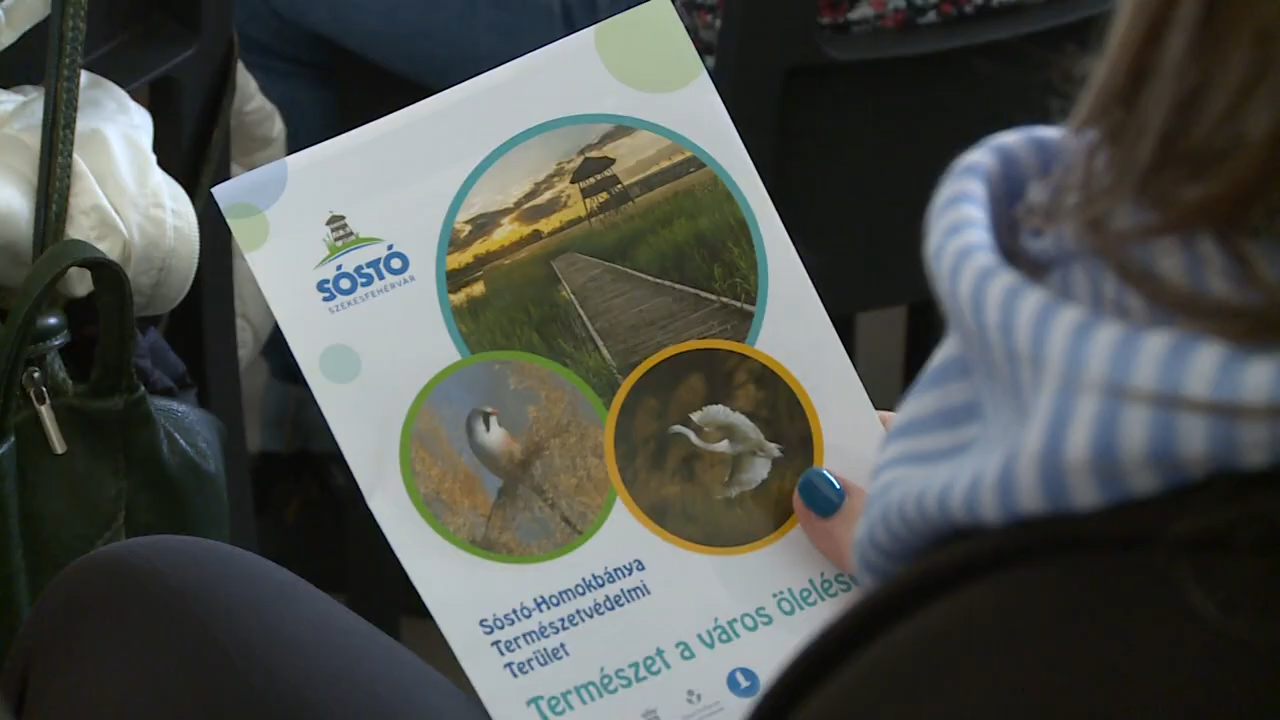 SÓSTÓ
SZÉKESFEHÉRVÁR
Sóstó-Homokbánya
Természetvédelmi
Terület
Természet a város ölelés